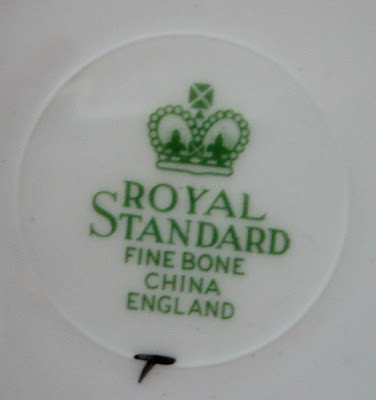 ROYAL
STANDARD
FINE BONE
CHINA
ENGLAND